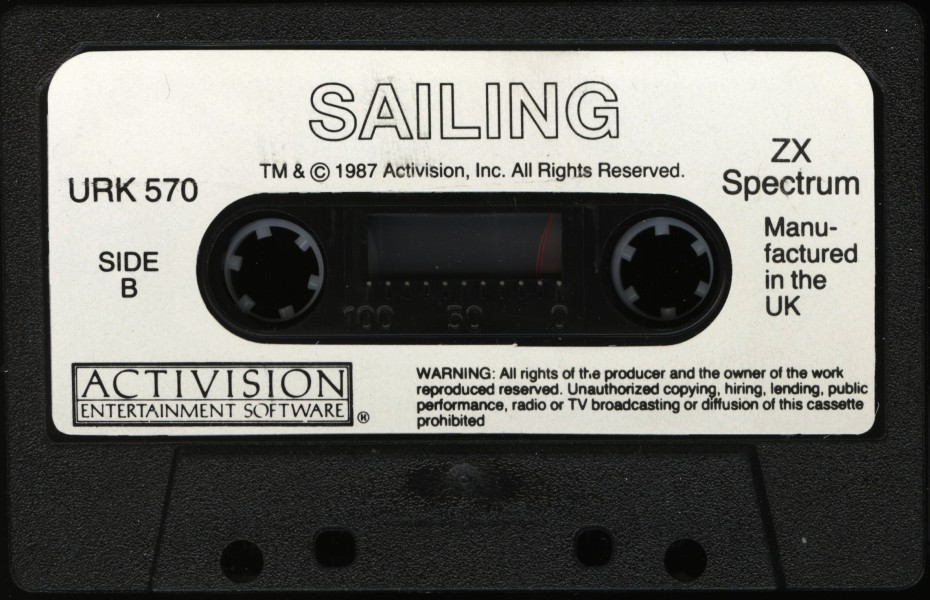 SAILING
TM & © 1987 Activision, Inc. All Rights Reserved.
URK 570
SIDE
B
ZX
Spectrum
Manu-
factured
in the
UK
100 50 0
ACTIVISION
ENTERTAINMENT SOFTWARE ®
WARNING: All rights of the producer and the owner of the work
reproduced reserved. Unauthorized copying, hiring, lending, public
performance, radio or TV broadcasting or diffusion of this cassette
prohibited